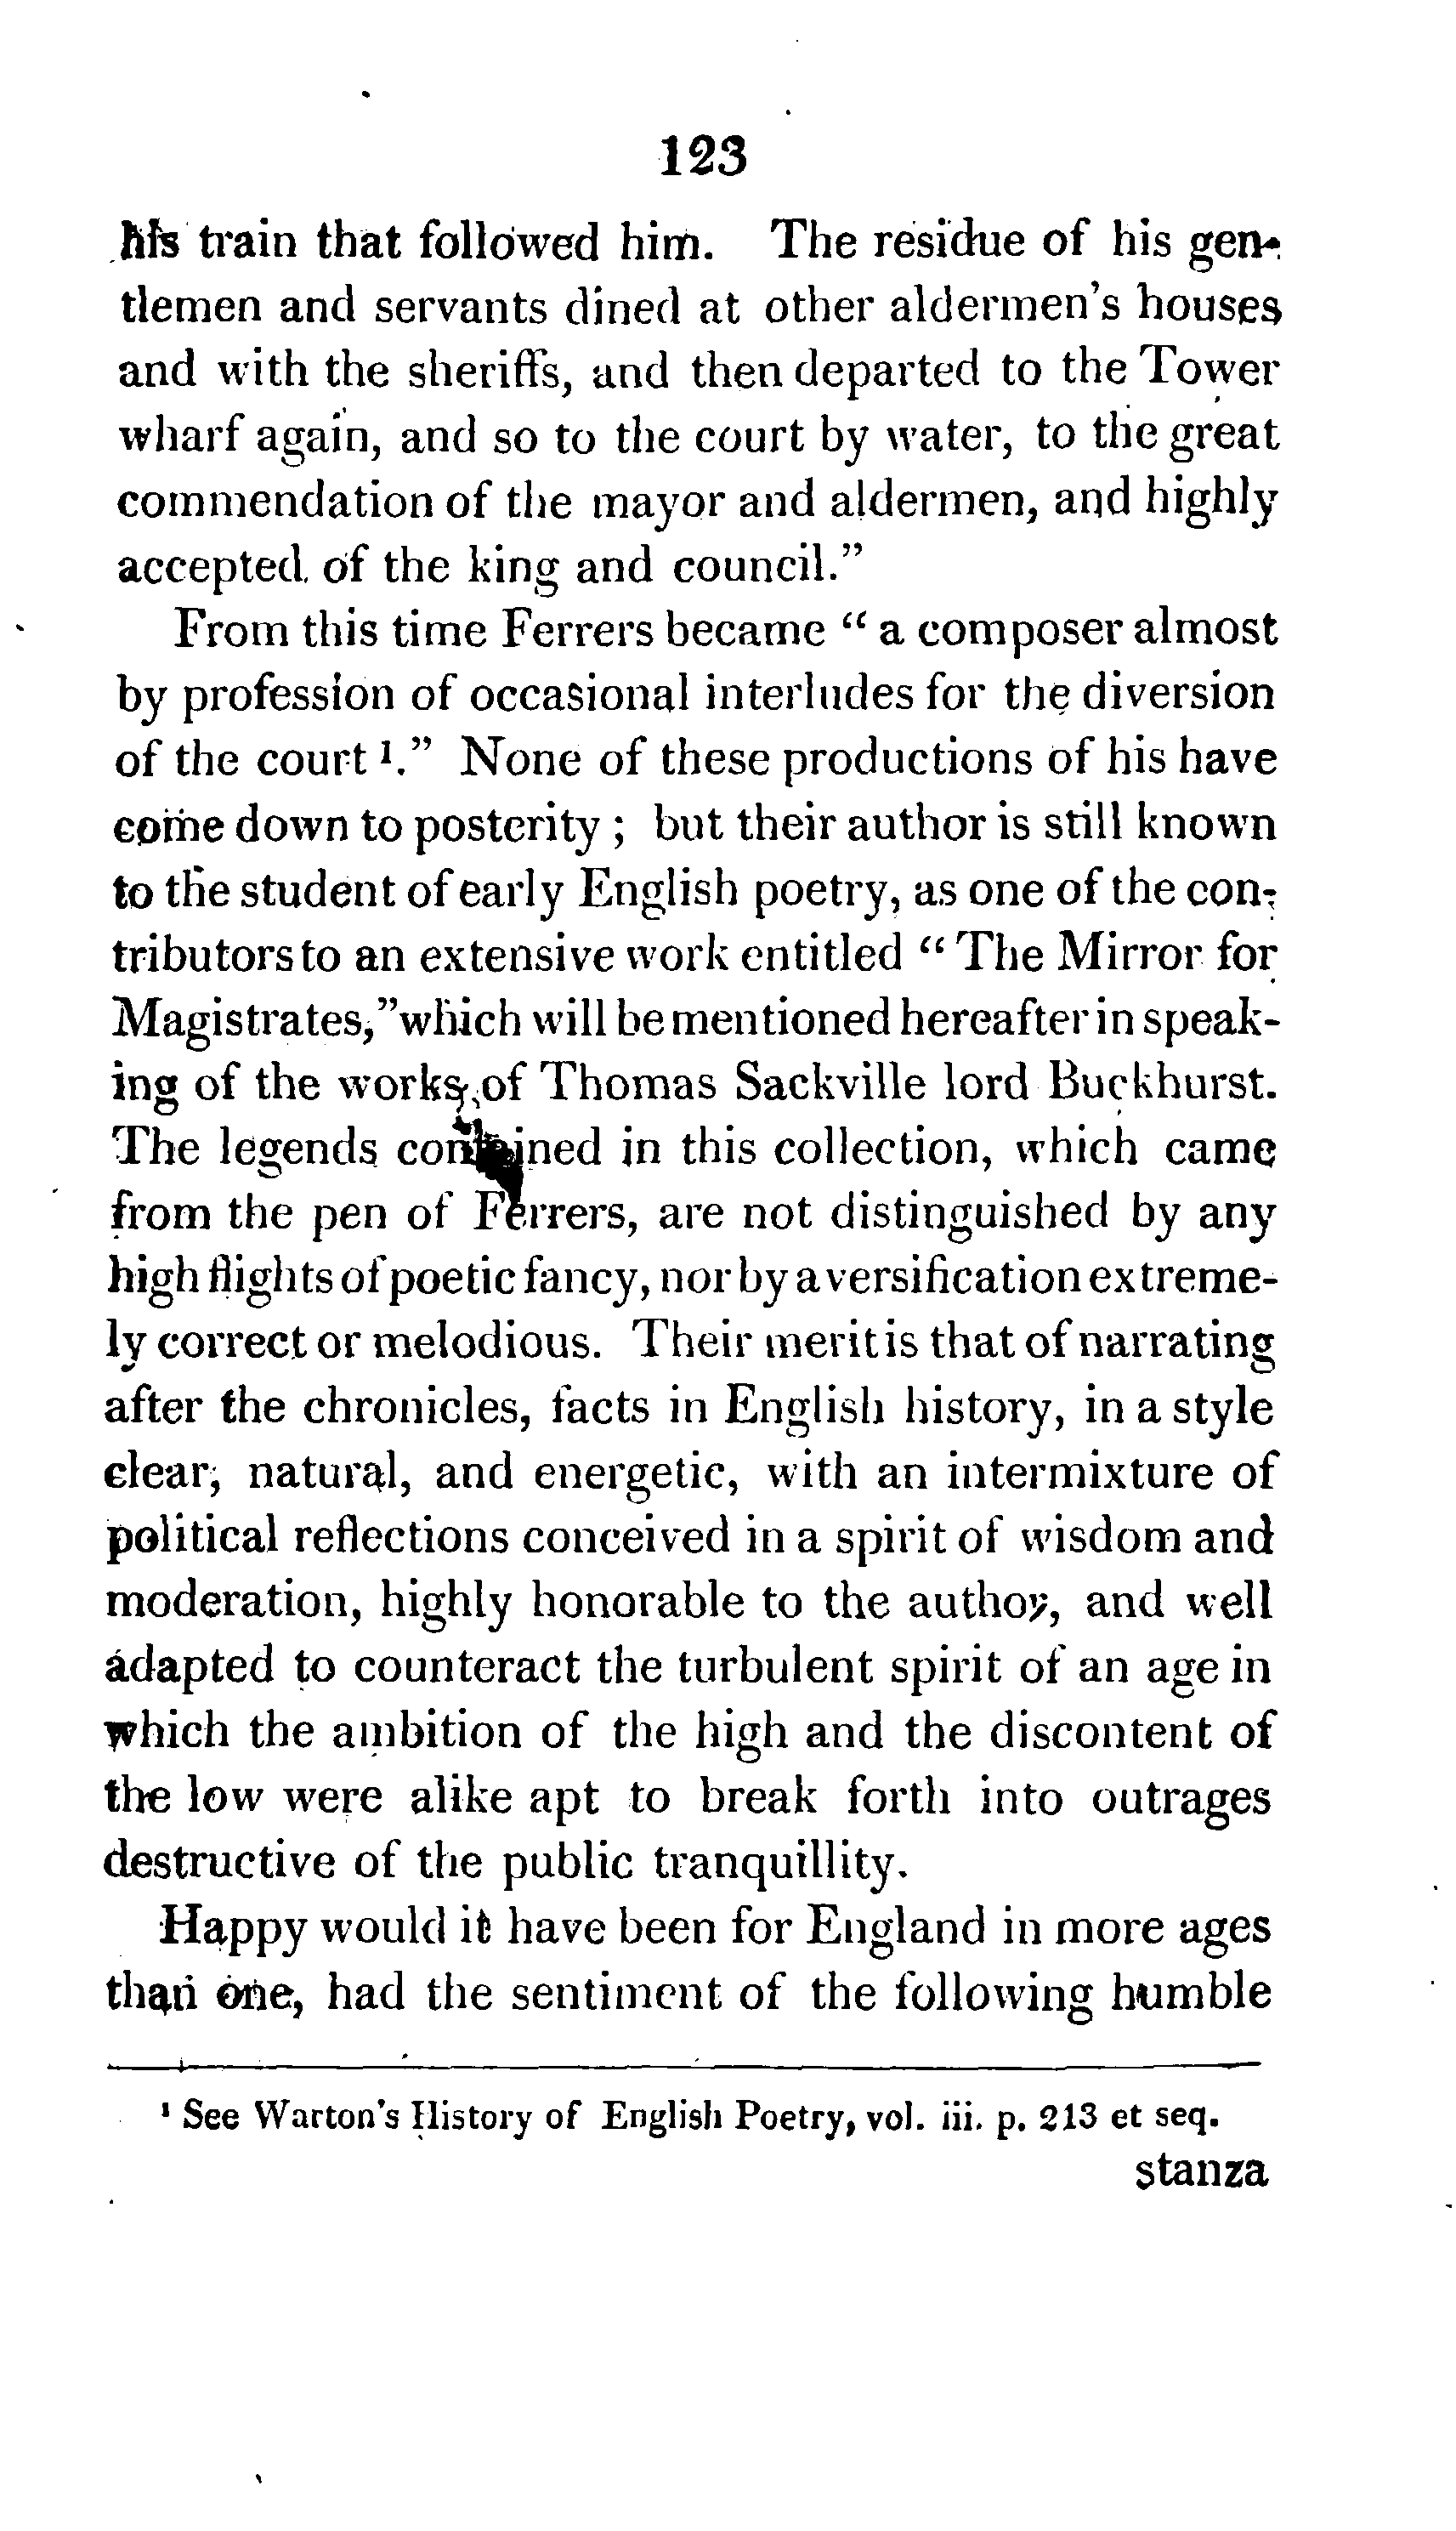 123
his train that followed him. The residue of his gen-
tlemen and servants dined at other aldermen's houses
and with the sheriffs, and then departed to the Tower
wharf again, and so to the court by water, to the great
commendation of the mayor and aldermen, and highly
accepted of the king and council."
From this time Ferrers became " a composer almost
by profession of occasional interludes for the diversion
of the court ¹." None of these productions of his have
come down to posterity ; but their author is still known
to the student of early English poetry, as one of the con-
tributors to an extensive work entitled " The Mirror for
Magistrates," which will be mentioned hereafter in speak-
ing of the works of Thomas Sackville lord Buckhurst.
The legends contained in this collection, which came
from the pen of Ferrers, are not distinguished by any
high flights of poetic fancy, nor by a versification extreme-
ly correct or melodious. Their merit is that of narrating
after the chronicles, facts in English history, in a style
clear, natural, and energetic, with an intermixture of
political reflections conceived in a spirit of wisdom and
moderation, highly honorable to the author, and well
adapted to counteract the turbulent spirit of an age in
which the ambition of the high and the discontent of
the low were alike apt to break forth into outrages
destructive of the public tranquillity.
Happy would it have been for England in more ages
than one, had the sentiment of the following humble
¹ See Warton's History of English Poetry, vol. iii. p. 213 et seq.
stanza